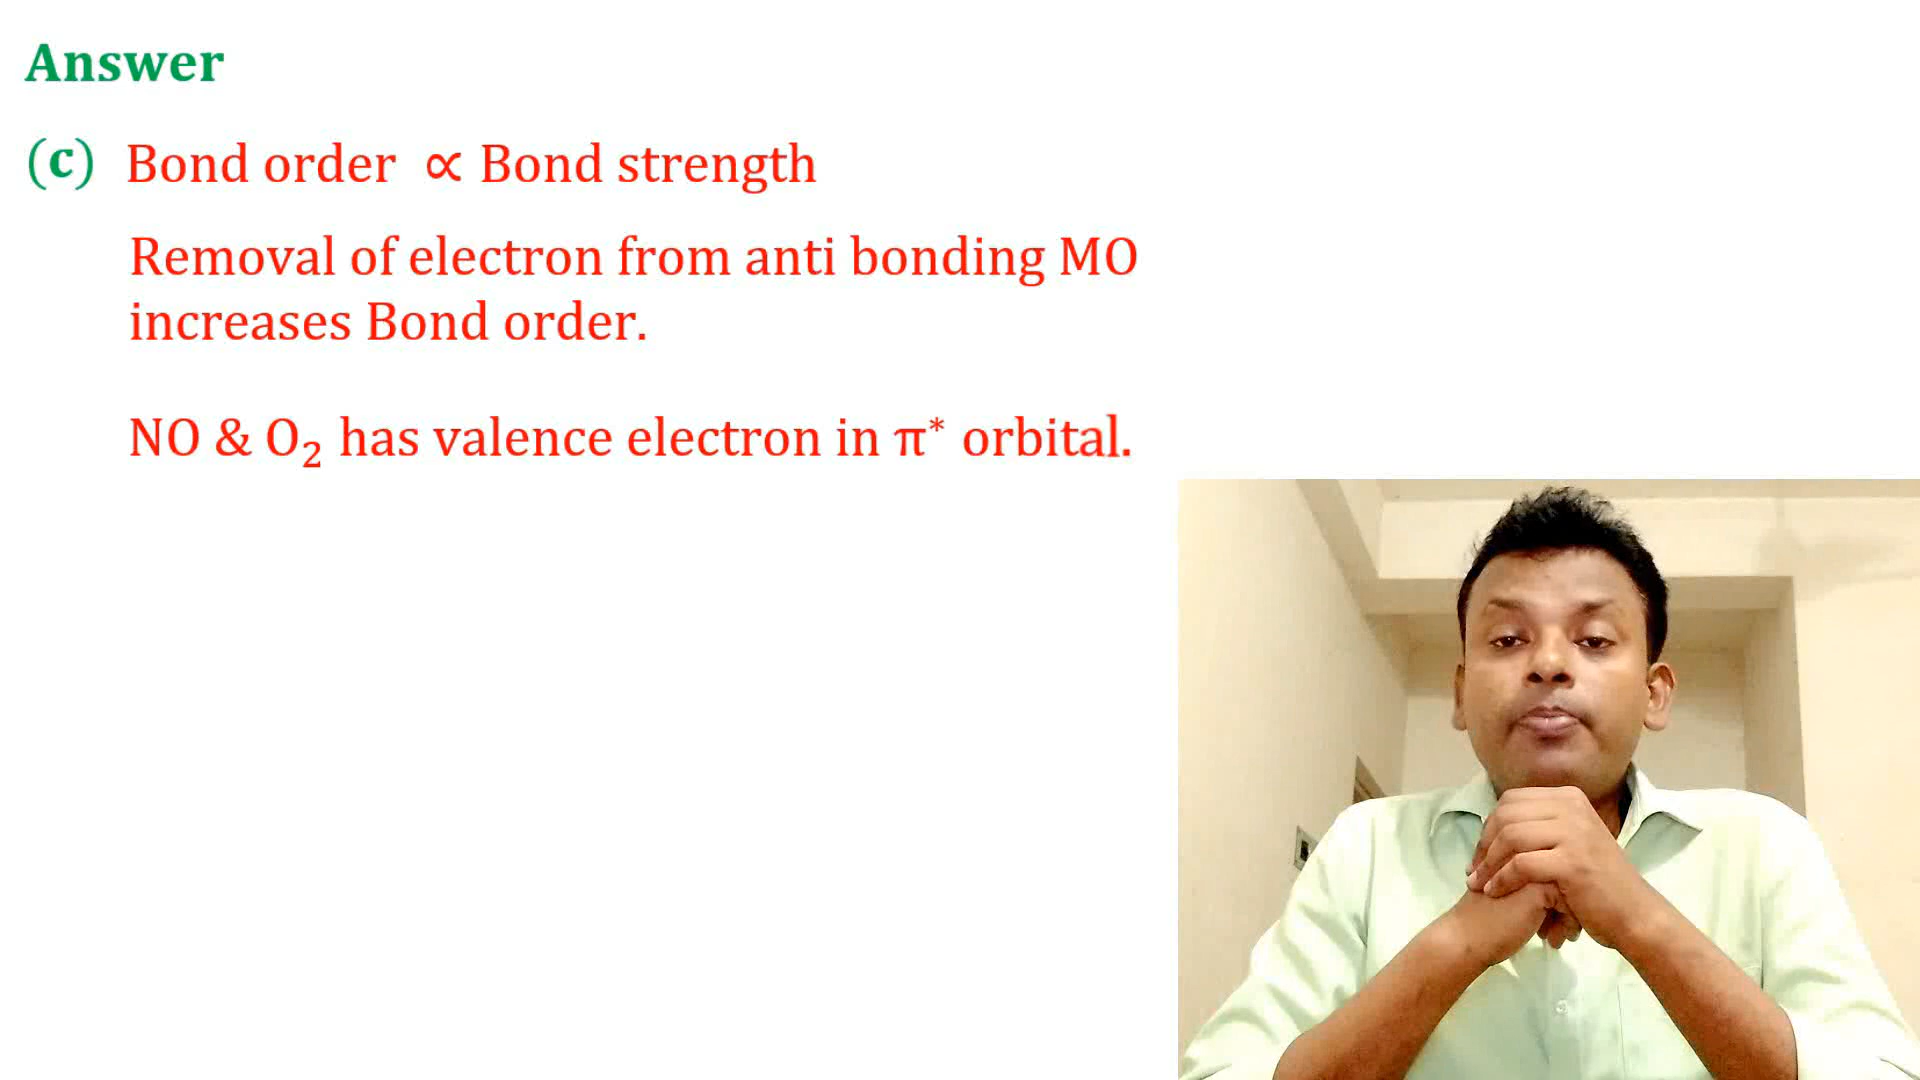 Answer
(c) Bond order ∝ Bond strength
Removal of electron from anti bonding MO
increases Bond order.
NO & O₂ has valence electron in π* orbital.